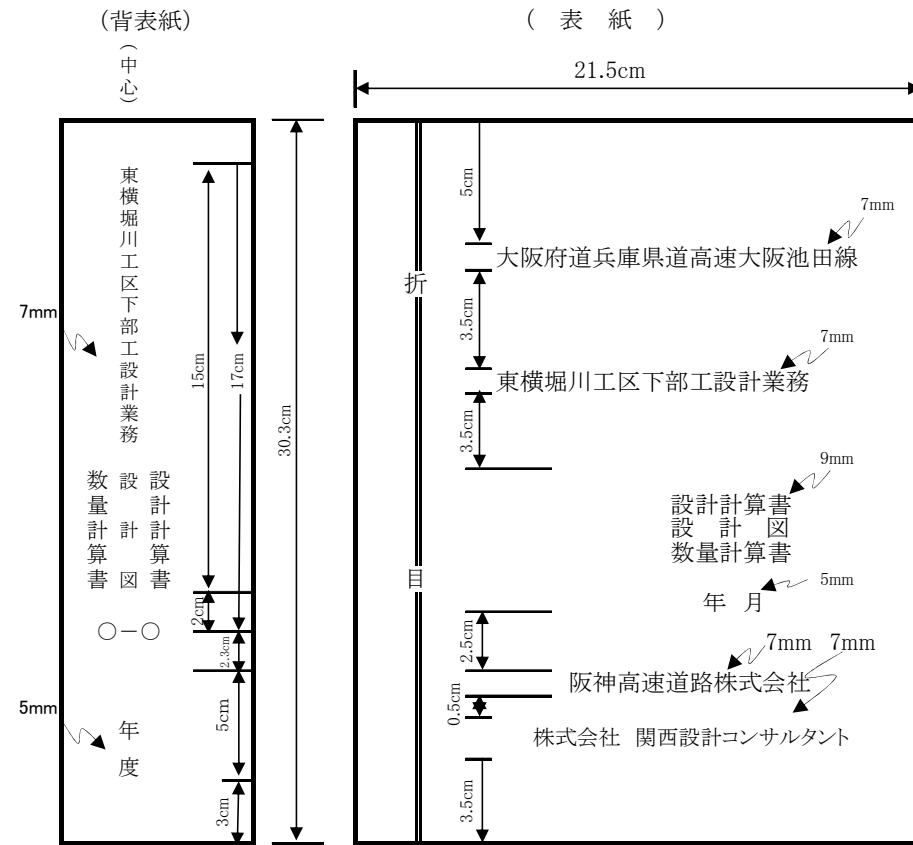 (背表紙)
(中心)
東横堀川工区下部工設計業務
設計計算書
設計図
数量計算書
○－○
年度
7mm
5mm
15cm
17cm
2cm
2.3cm
5cm
3cm
30.3cm
( 表 紙 )
21.5cm
折目
5cm
7mm
大阪府道兵庫県道高速大阪池田線
3.5cm
7mm
東横堀川工区下部工設計業務
3.5cm
9mm
設計計算書
設 計 図
数量計算書
5mm
年 月
2.5cm
7mm 7mm
阪神高速道路株式会社
0.5cm
株式会社 関西設計コンサルタント
3.5cm